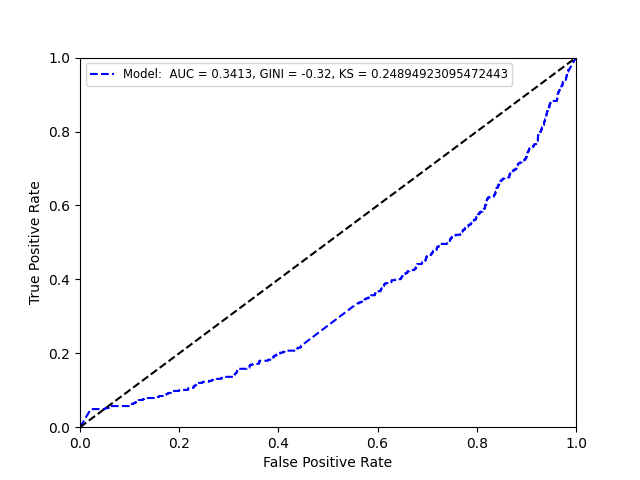 Model:  AUC = 0.3413, GINI = -0.32, KS = 0.24894923095472443
1.0
0.8
0.6
0.4
0.2
0.0
True Positive Rate
0.0 0.2 0.4 0.6 0.8 1.0
False Positive Rate